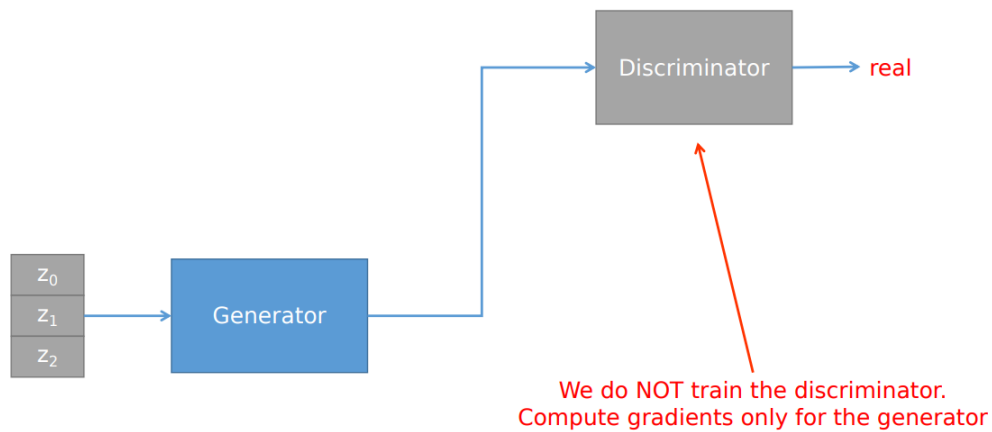 Discriminator
real
z₀
z₁
Generator
z₂
We do NOT train the discriminator.
Compute gradients only for the generator